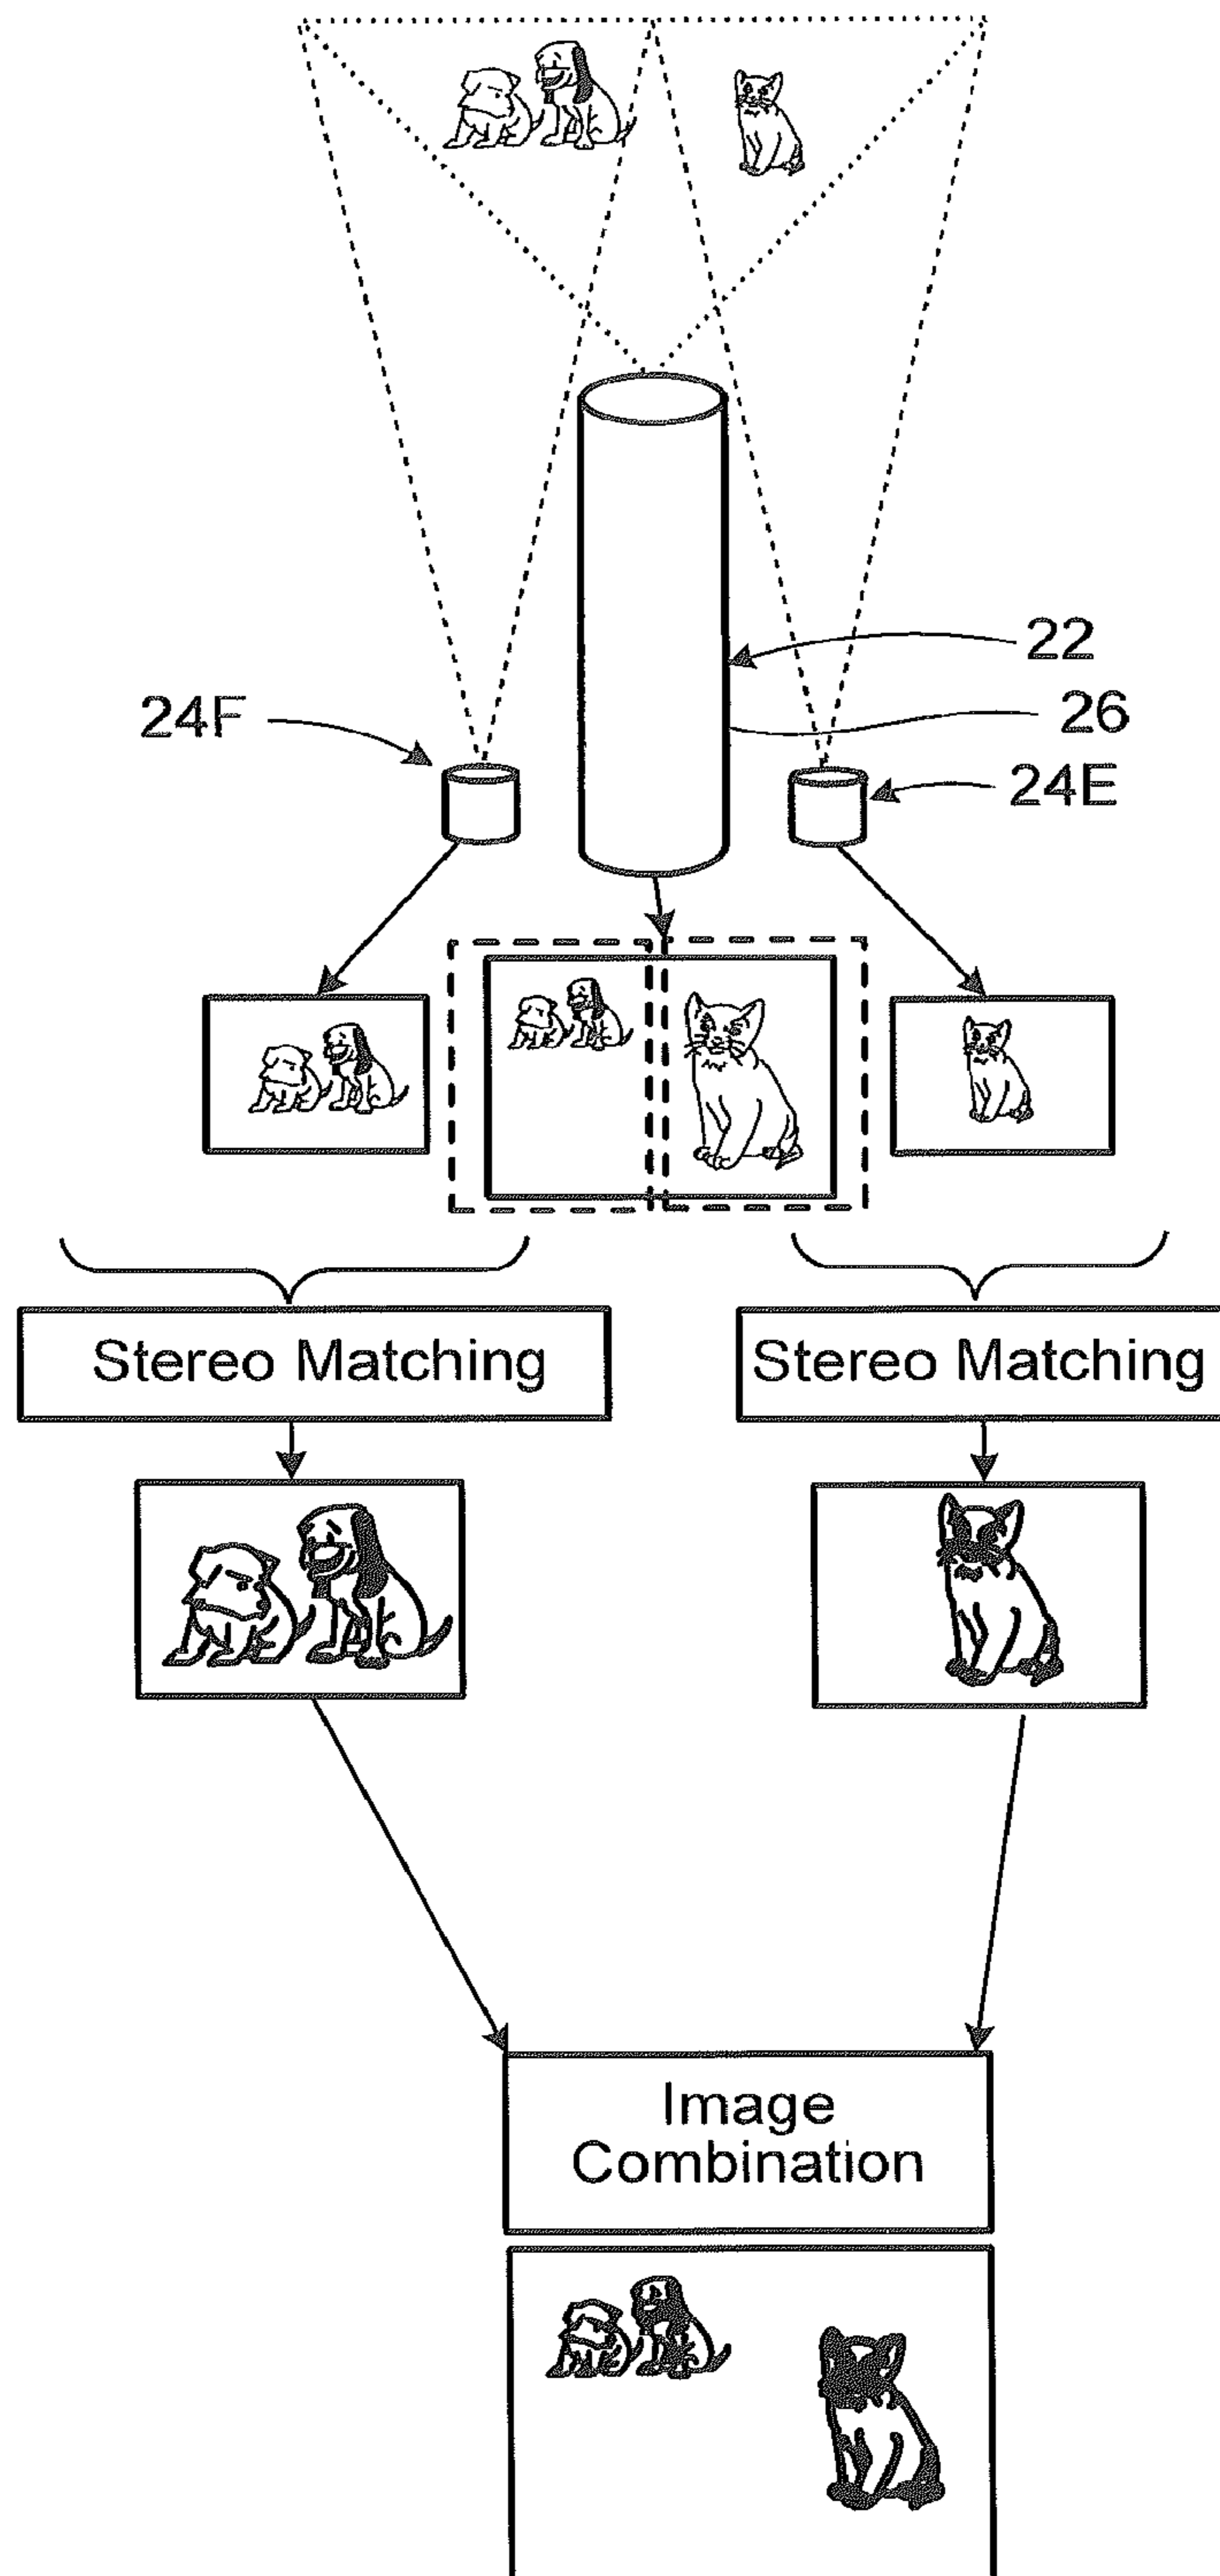 22
24F
26
24E
Stereo Matching
Stereo Matching
Image
Combination